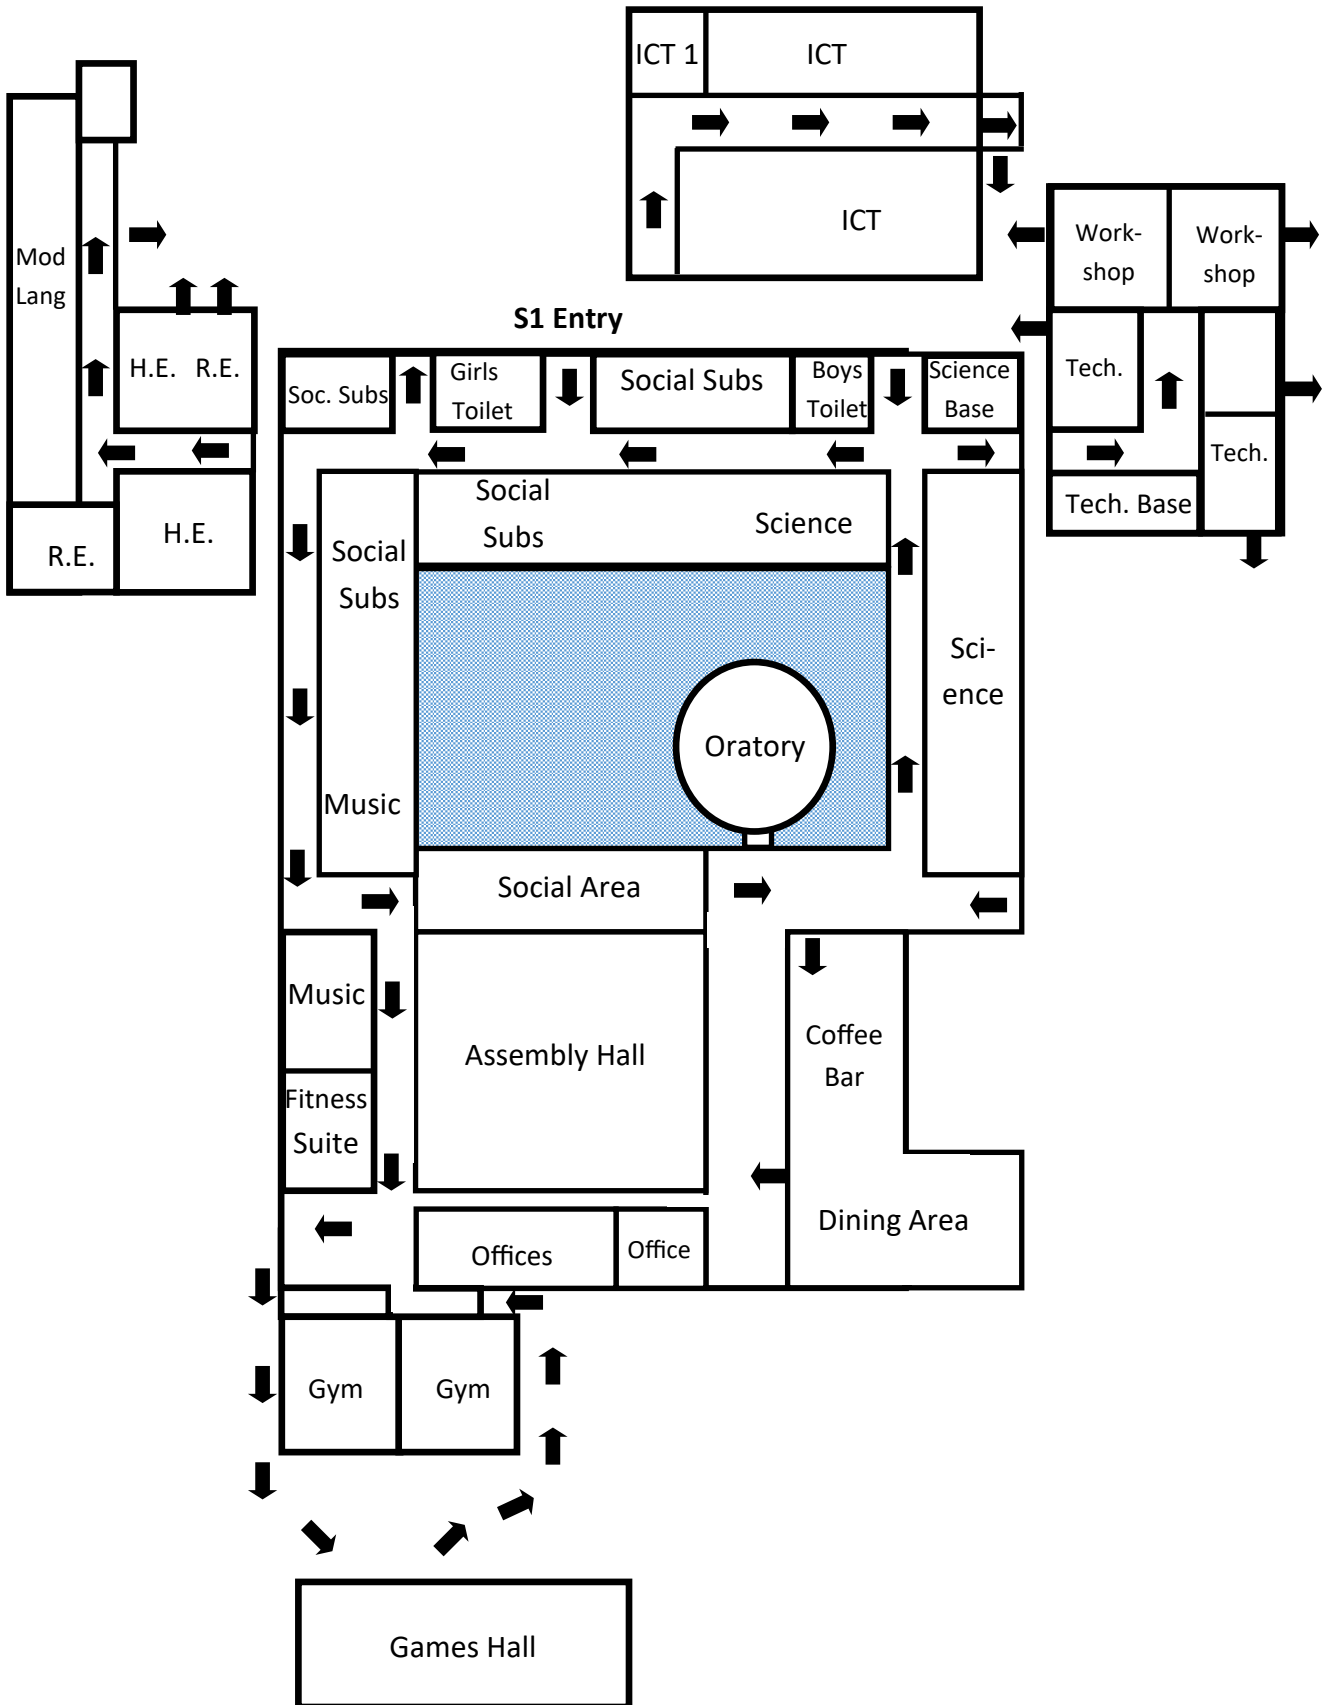 ICT 1
ICT
ICT
Mod
Lang
Work-
shop
Work-
shop
S1 Entry
H.E.
R.E.
Soc. Subs
Girls
Toilet
Social Subs
Boys
Toilet
Science
Base
Tech.
Tech.
Tech. Base
R.E.
H.E.
Social
Subs
Science
Social
Subs
Sci-
ence
Oratory
Music
Social Area
Music
Assembly Hall
Coffee
Bar
Fitness
Suite
Dining Area
Offices
Office
Gym
Gym
Games Hall